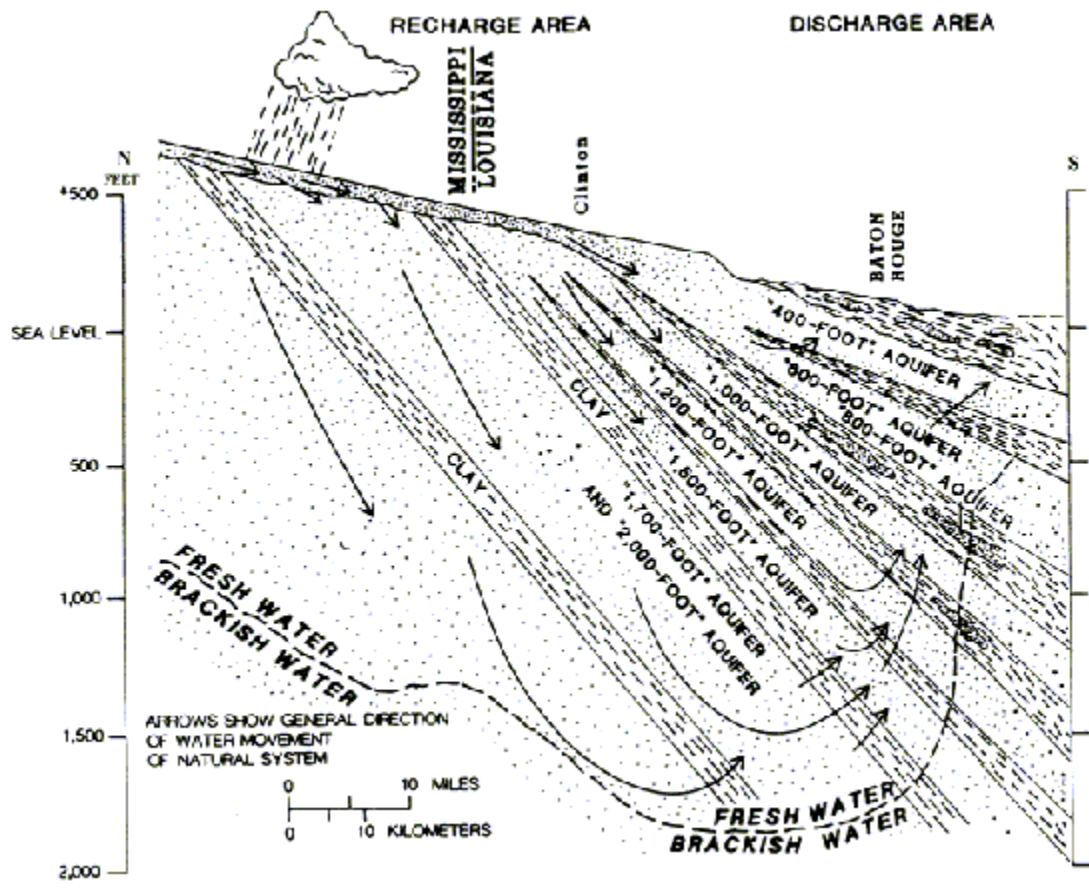 RECHARGE AREA
DISCHARGE AREA
MISSISSIPPI
LOUISIANA
Clinton
BATON
ROUGE
N
FEET
S
+500
SEA LEVEL
500
1,000
1,500
2,000
"400-FOOT" AQUIFER
"600-FOOT" AQUIFER
"800-FOOT" AQUIFER
"1,000-FOOT" AQUIFER
"1,200-FOOT" AQUIFER
"1,500-FOOT" AQUIFER
"1,700-FOOT" AQUIFER
AND "2,000-FOOT" AQUIFER
CLAY
CLAY
FRESH WATER
BRACKISH WATER
FRESH WATER
BRACKISH WATER
ARROWS SHOW GENERAL DIRECTION
OF WATER MOVEMENT
OF NATURAL SYSTEM
0 10 MILES
0 10 KILOMETERS